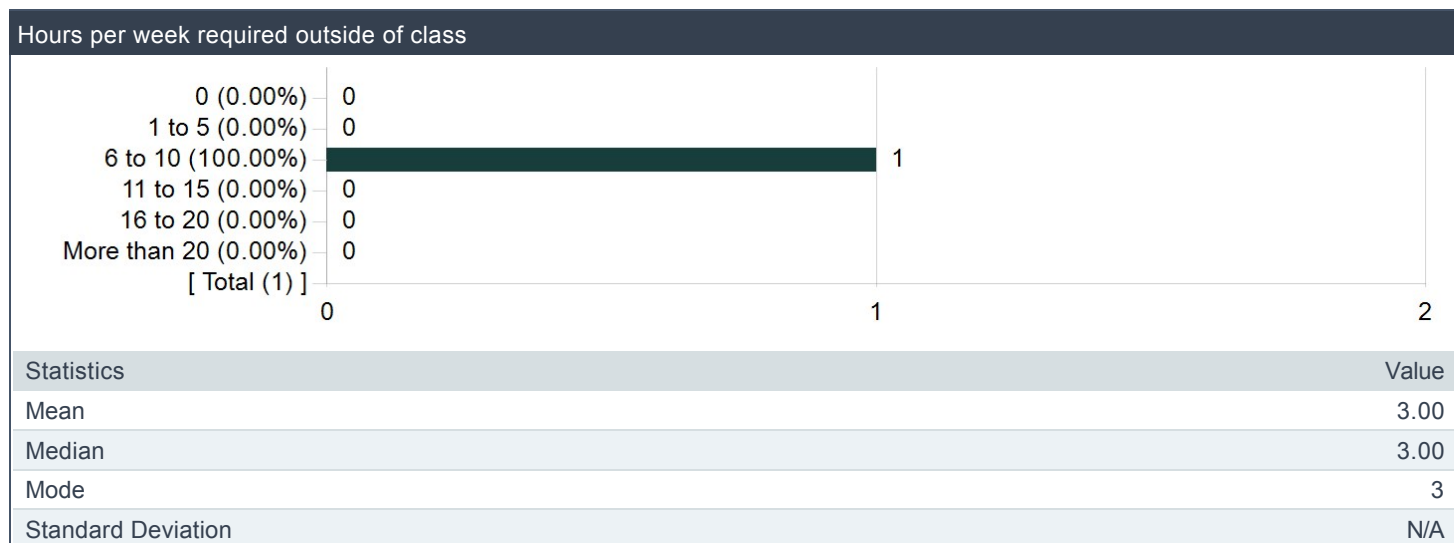 Hours per week required outside of class
0 (0.00%) 0
1 to 5 (0.00%) 0
6 to 10 (100.00%) 1
11 to 15 (0.00%) 0
16 to 20 (0.00%) 0
More than 20 (0.00%) 0
[ Total (1) ]
0 1 2
Statistics Value
Mean 3.00
Median 3.00
Mode 3
Standard Deviation N/A